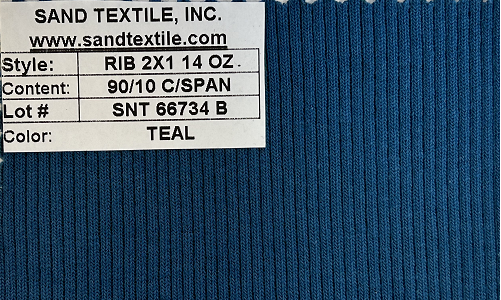 SAND TEXTILE, INC.
www.sandtextile.com
Style: RIB 2X1 14 OZ.
Content: 90/10 C/SPAN
Lot # SNT 66734 B
Color: TEAL